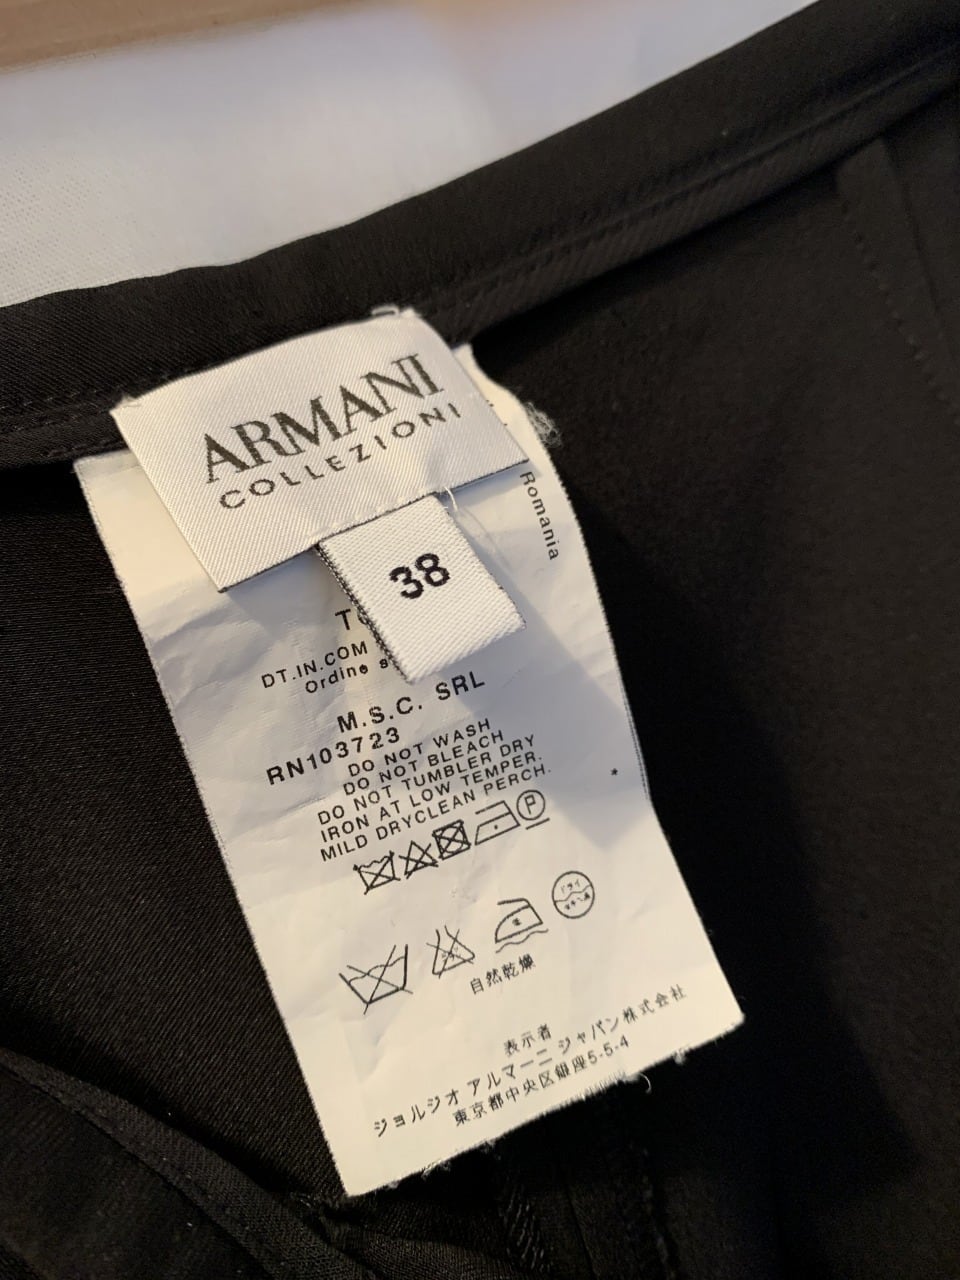 ARMANI
COLLEZIONI
Romania
38
DT.IN.COM
Ordine
M.S.C. SRL
RN103723
DO NOT WASH
DO NOT BLEACH
DO NOT TUMBLER DRY
IRON AT LOW TEMPER.
MILD DRYCLEAN PERCH.
P
自然乾燥
ドライ
表示者
ジョルジオ アルマーニ ジャパン株式会社
東京都中央区銀座5-5-4